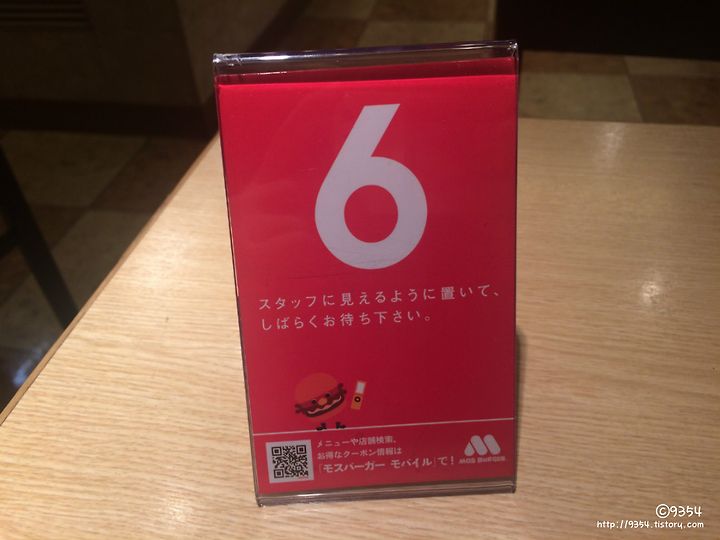 6
スタッフに見えるように置いて、
しばらくお待ち下さい。
メニューや店舗検索、
お得なクーポン情報は
「モスバーガー モバイル」で!
MOS BURGER
©9354
http://9354.tistory.com/